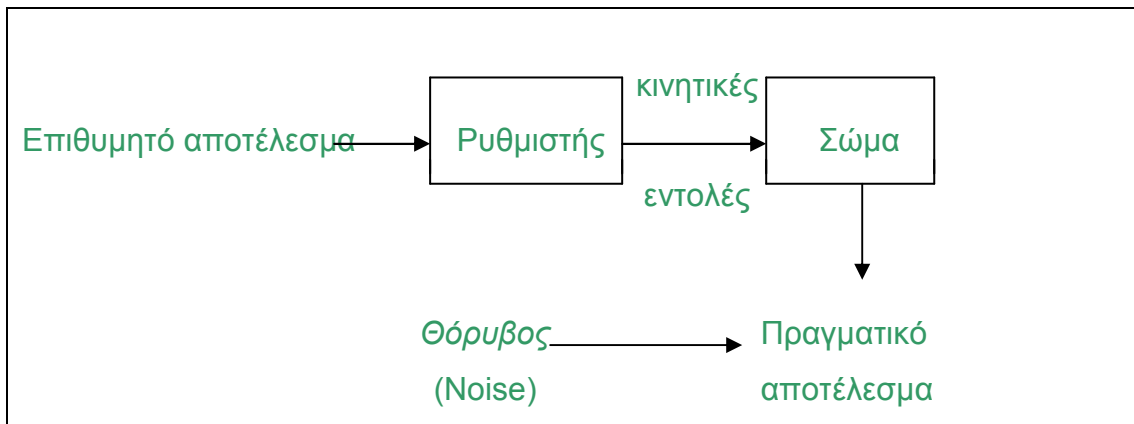 κινητικές
Επιθυμητό αποτέλεσμα Ρυθμιστής Σώμα
εντολές
Θόρυβος Πραγματικό
(Noise) αποτέλεσμα